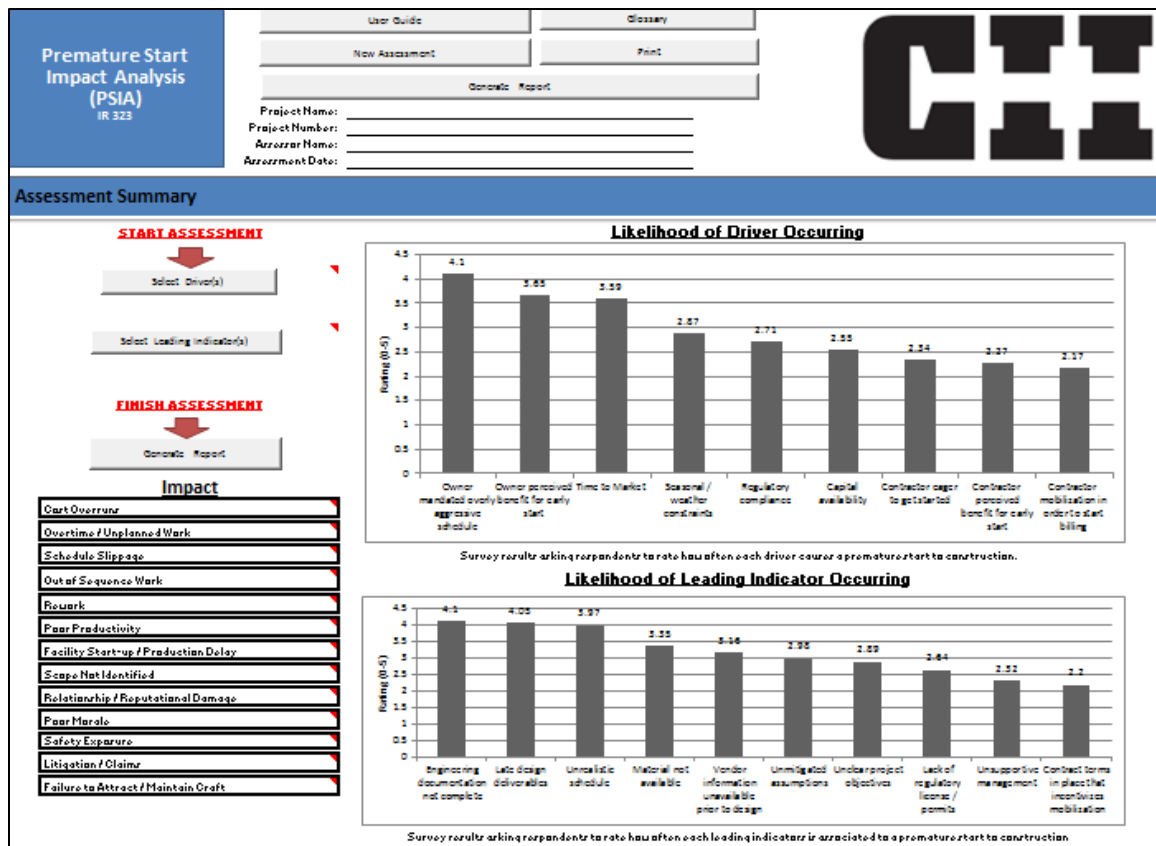 Premature Start
Impact Analysis
(PSIA)
IR 323
User Guide
Glossary
New Assessment
Print
Generate Report
Project Name:
Project Number:
Assessor Name:
Assessment Date:
CII
Assessment Summary
START ASSESSMENT
Select Driver(s)
Select Leading Indicator(s)
FINISH ASSESSMENT
Generate Report
Impact
Cost Overruns
Overtime / Unplanned Work
Schedule Slippage
Out of Sequence Work
Rework
Poor Productivity
Facility Start-up / Production Delay
Scope Not Identified
Relationship / Reputational Damage
Poor Morale
Safety Exposure
Litigation / Claims
Failure to Attract / Maintain Craft
Likelihood of Driver Occurring
Rating (0-5)
4.5
4
3.5
3
2.5
2
1.5
1
0.5
0
4.1
3.65
3.59
2.87
2.71
2.55
2.34
2.27
2.17
Owner
mandated overly
aggressive
schedule
Owner perceived
benefit for early
start
Time to Market
Seasonal /
weather
constraints
Regulatory
compliance
Capital
availability
Contractor eager
to get started
Contractor
perceived
benefit for early
start
Contractor
mobilization in
order to start
billing
Survey results asking respondents to rate how often each driver causes a premature start to construction.
Likelihood of Leading Indicator Occurring
Rating (0-5)
4.5
4
3.5
3
2.5
2
1.5
1
0.5
0
4.1
4.05
3.97
3.35
3.16
2.98
2.89
2.64
2.32
2.2
Engineering
documentation
not complete
Late design
deliverables
Unrealistic
schedule
Material not
available
Vendor
information
unavailable
prior to design
Unmitigated
assumptions
Unclear project
objectives
Lack of
regulatory
license /
permits
Unsupportive
management
Contract terms
in place that
incentivizes
mobilization
Survey results asking respondents to rate how often each leading indicators is associated to a premature start to construction